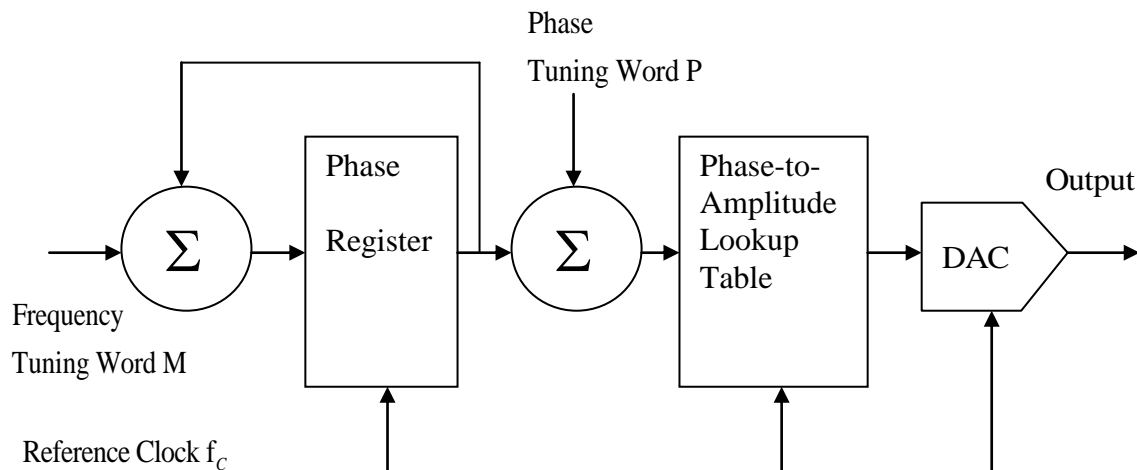 Phase
Tuning Word P
Phase
Register
Σ
Σ
Phase-to-
Amplitude
Lookup
Table
DAC
Output
Frequency
Tuning Word M
Reference Clock f_C